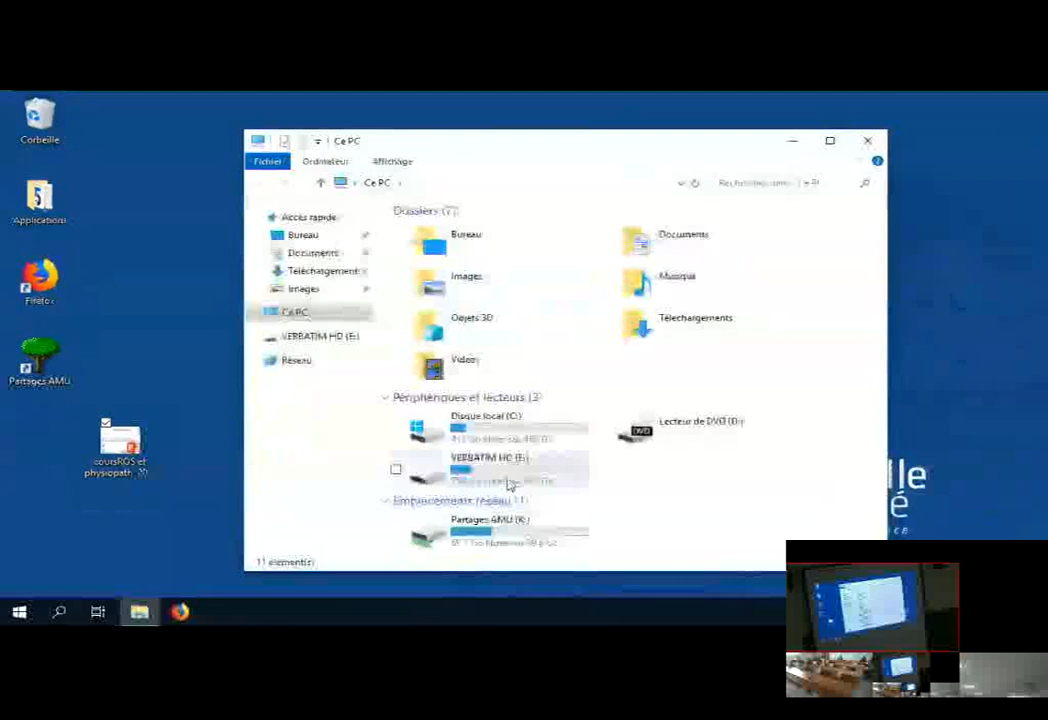 Corbeille
Applications
Firefox
Partages AMU
coursROS et
physiopath
Ce PC
Fichier
Ordinateur
Affichage
Ce PC
Accès rapide
Bureau
Documents
Téléchargement
Images
Ce PC
VERBATIM HD (E:)
Réseau
Dossiers (7)
Bureau
Documents
Images
Musique
Objets 3D
Téléchargements
Vidéos
Périphériques et lecteurs (3)
Disque local (C:)
Lecteur de DVD (D:)
VERBATIM HD (E:)
Emplacements réseau (1)
Partages AMU (K:)
11 élément(s)
lle
é